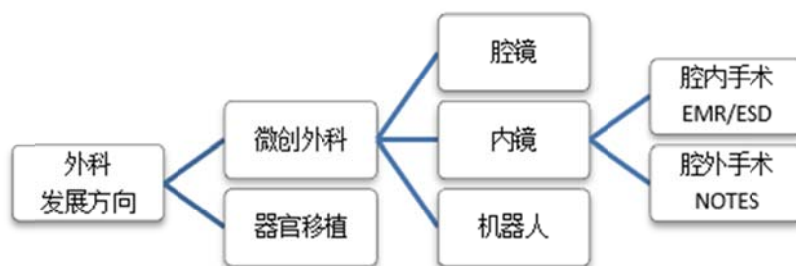 外科
发展方向
微创外科
器官移植
腔镜
内镜
机器人
腔内手术
EMR/ESD
腔外手术
NOTES